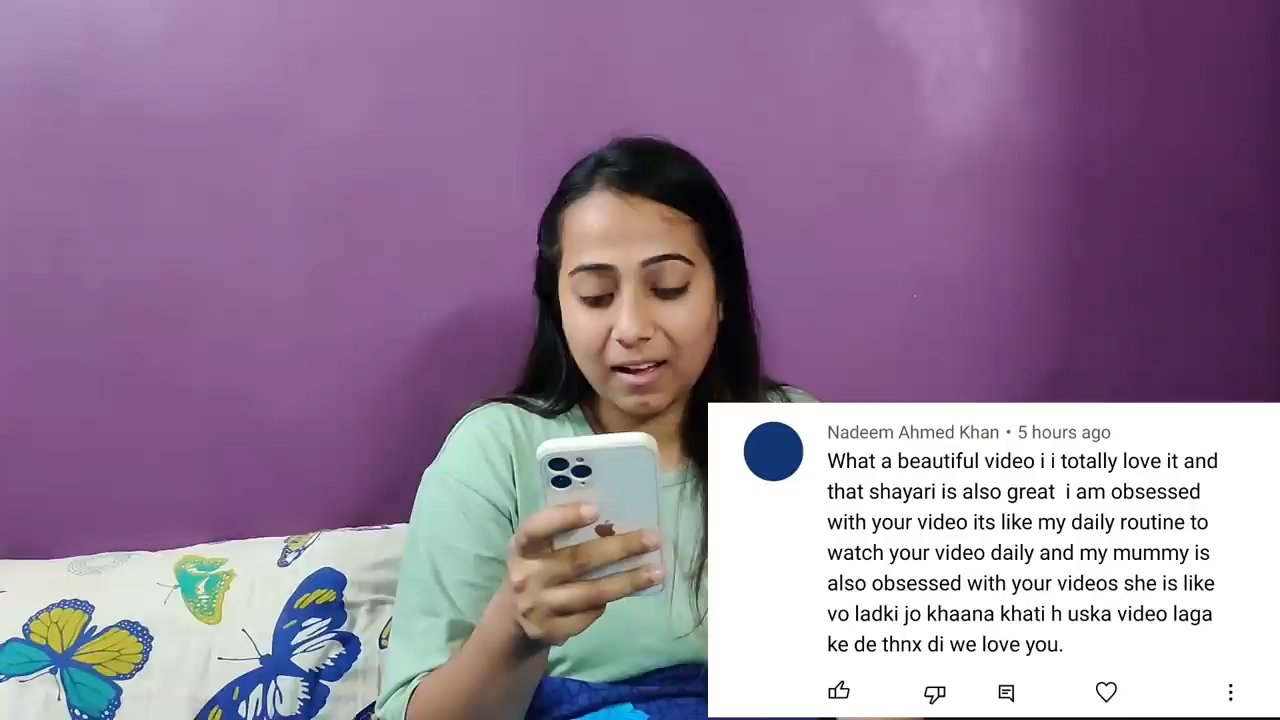 Nadeem Ahmed Khan • 5 hours ago
What a beautiful video i i totally love it and
that shayari is also great  i am obsessed
with your video its like my daily routine to
watch your video daily and my mummy is
also obsessed with your videos she is like
vo ladki jo khaana khati h uska video laga
ke de thnx di we love you.